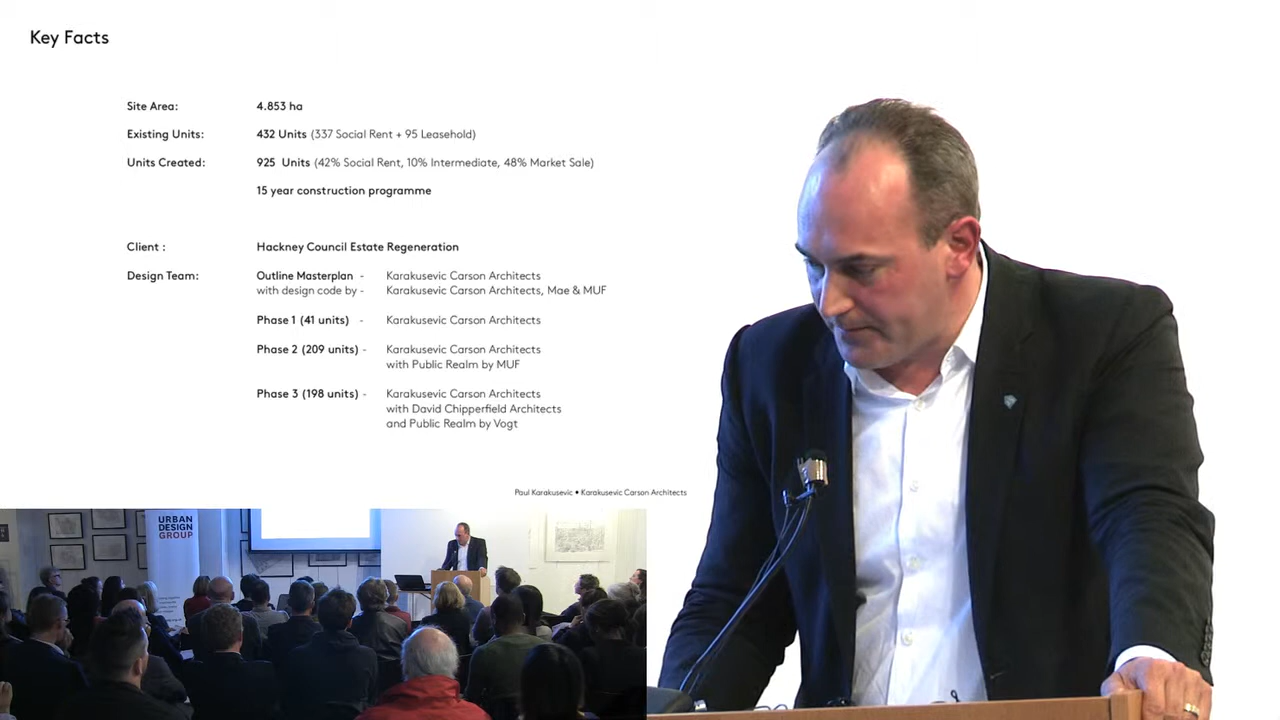 Key Facts
Site Area: 4.853 ha
Existing Units: 432 Units (337 Social Rent + 95 Leasehold)
Units Created: 925 Units (42% Social Rent, 10% Intermediate, 48% Market Sale)
15 year construction programme
Client : Hackney Council Estate Regeneration
Design Team: Outline Masterplan - Karakusevic Carson Architects
with design code by - Karakusevic Carson Architects, Mae & MUF
Phase 1 (41 units) - Karakusevic Carson Architects
Phase 2 (209 units) - Karakusevic Carson Architects
with Public Realm by MUF
Phase 3 (198 units) - Karakusevic Carson Architects
with David Chipperfield Architects
and Public Realm by Vogt
Paul Karakusevic • Karakusevic Carson Architects
URBAN
DESIGN
GROUP